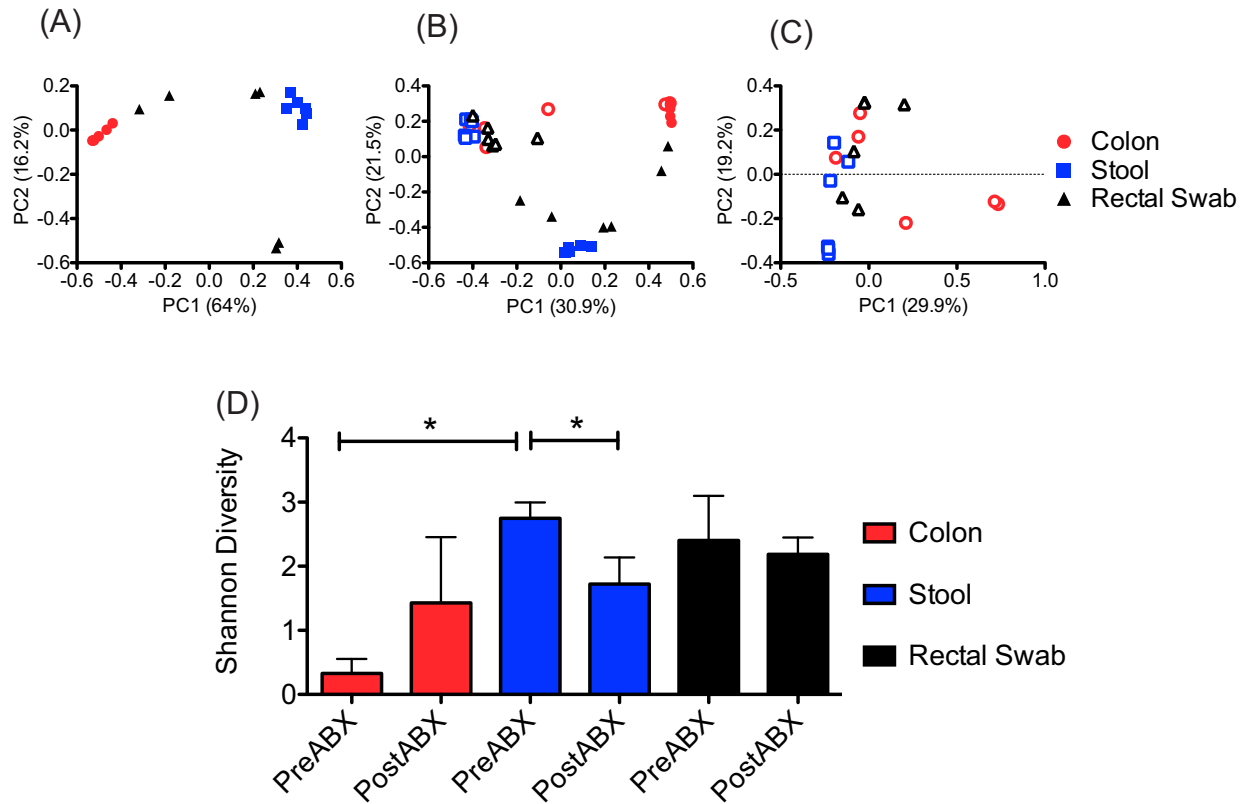 (A)
(B)
(C)
PC2 (16.2%)
0.2
0.0
-0.2
-0.4
-0.6
-0.6 -0.4 -0.2 0.0 0.2 0.4 0.6
PC1 (64%)
PC2 (21.5%)
0.4
0.2
0.0
-0.2
-0.4
-0.6
-0.6 -0.4 -0.2 0.0 0.2 0.4 0.6
PC1 (30.9%)
PC2 (19.2%)
0.4
0.2
0.0
-0.2
-0.4
-0.5 0.0 0.5 1.0
PC1 (29.9%)
Colon
Stool
Rectal Swab
(D)
Shannon Diversity
4
3
2
1
0
*
*
PreABX
PostABX
PreABX
PostABX
PreABX
PostABX
Colon
Stool
Rectal Swab